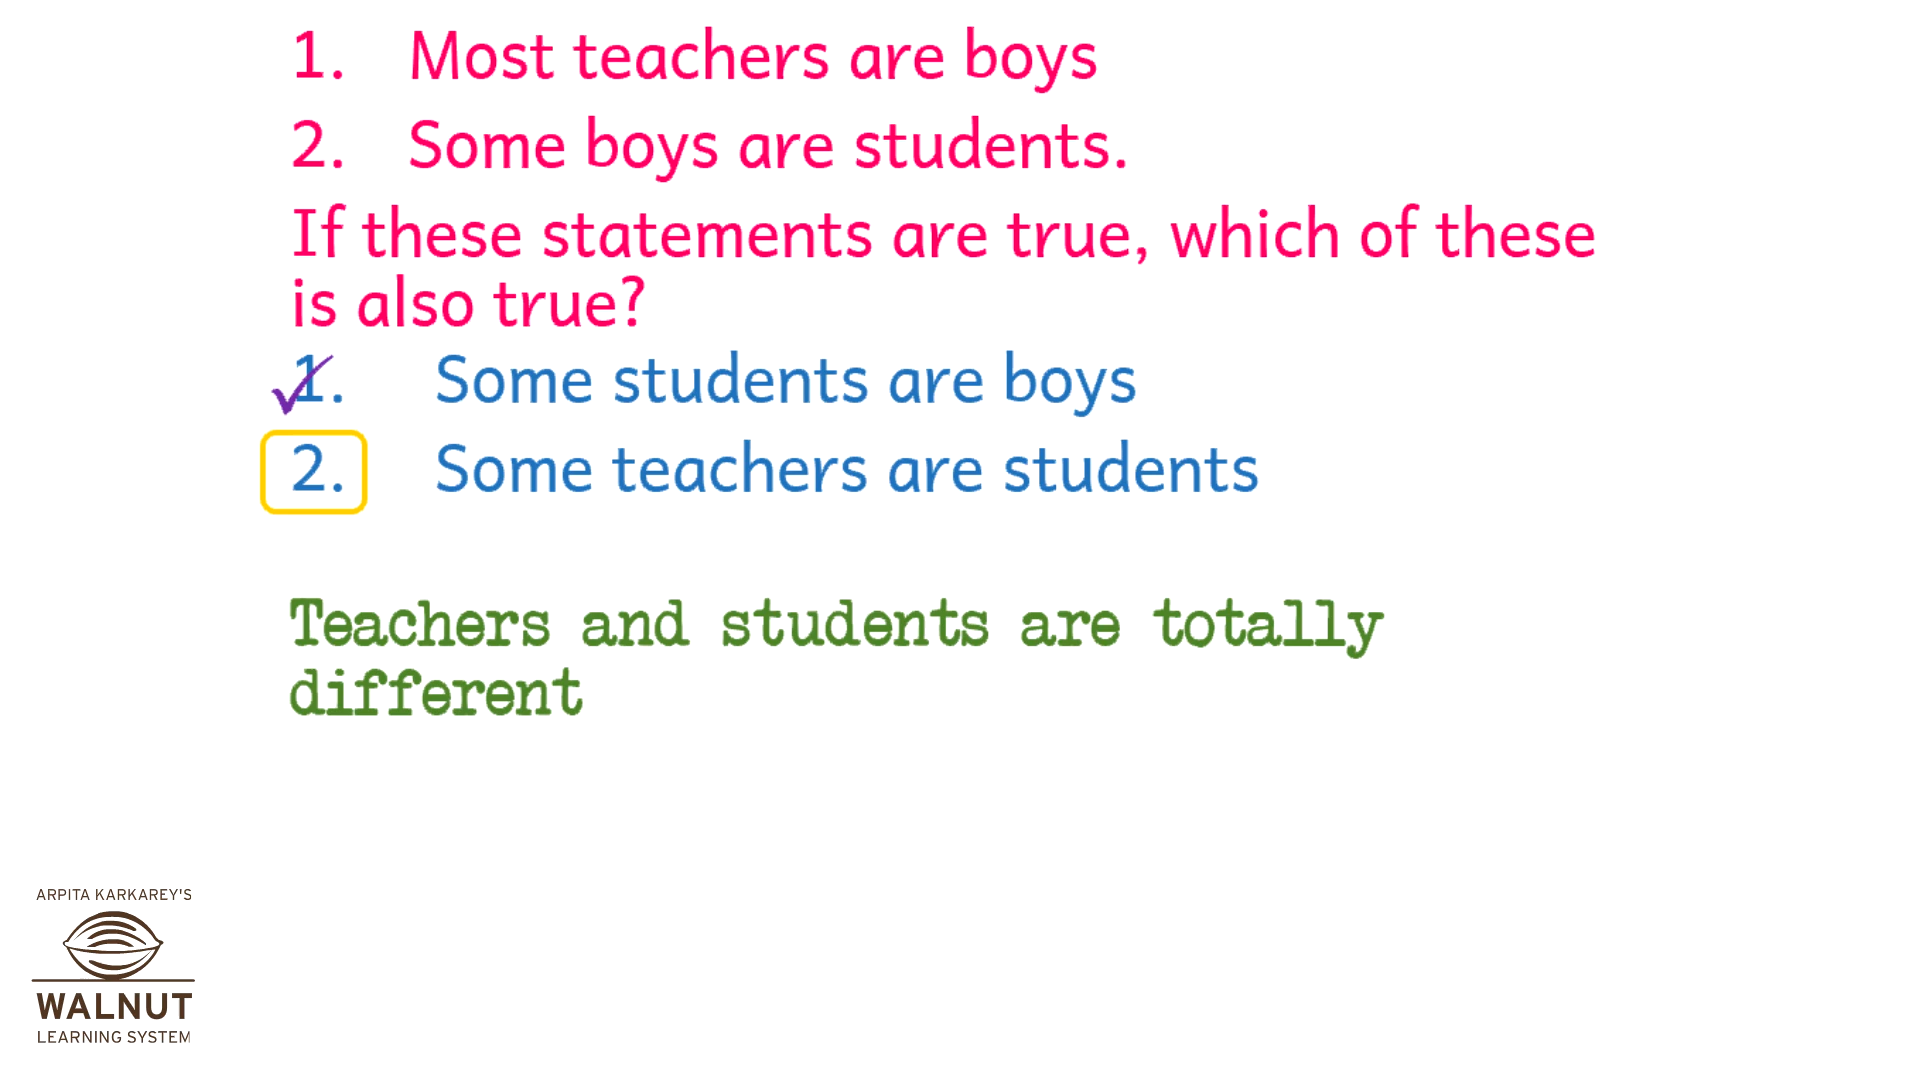 1. Most teachers are boys
2. Some boys are students.
If these statements are true, which of these
is also true?
1. Some students are boys
2. Some teachers are students
Teachers and students are totally
different
ARPITA KARKAREY'S
WALNUT
LEARNING SYSTEM